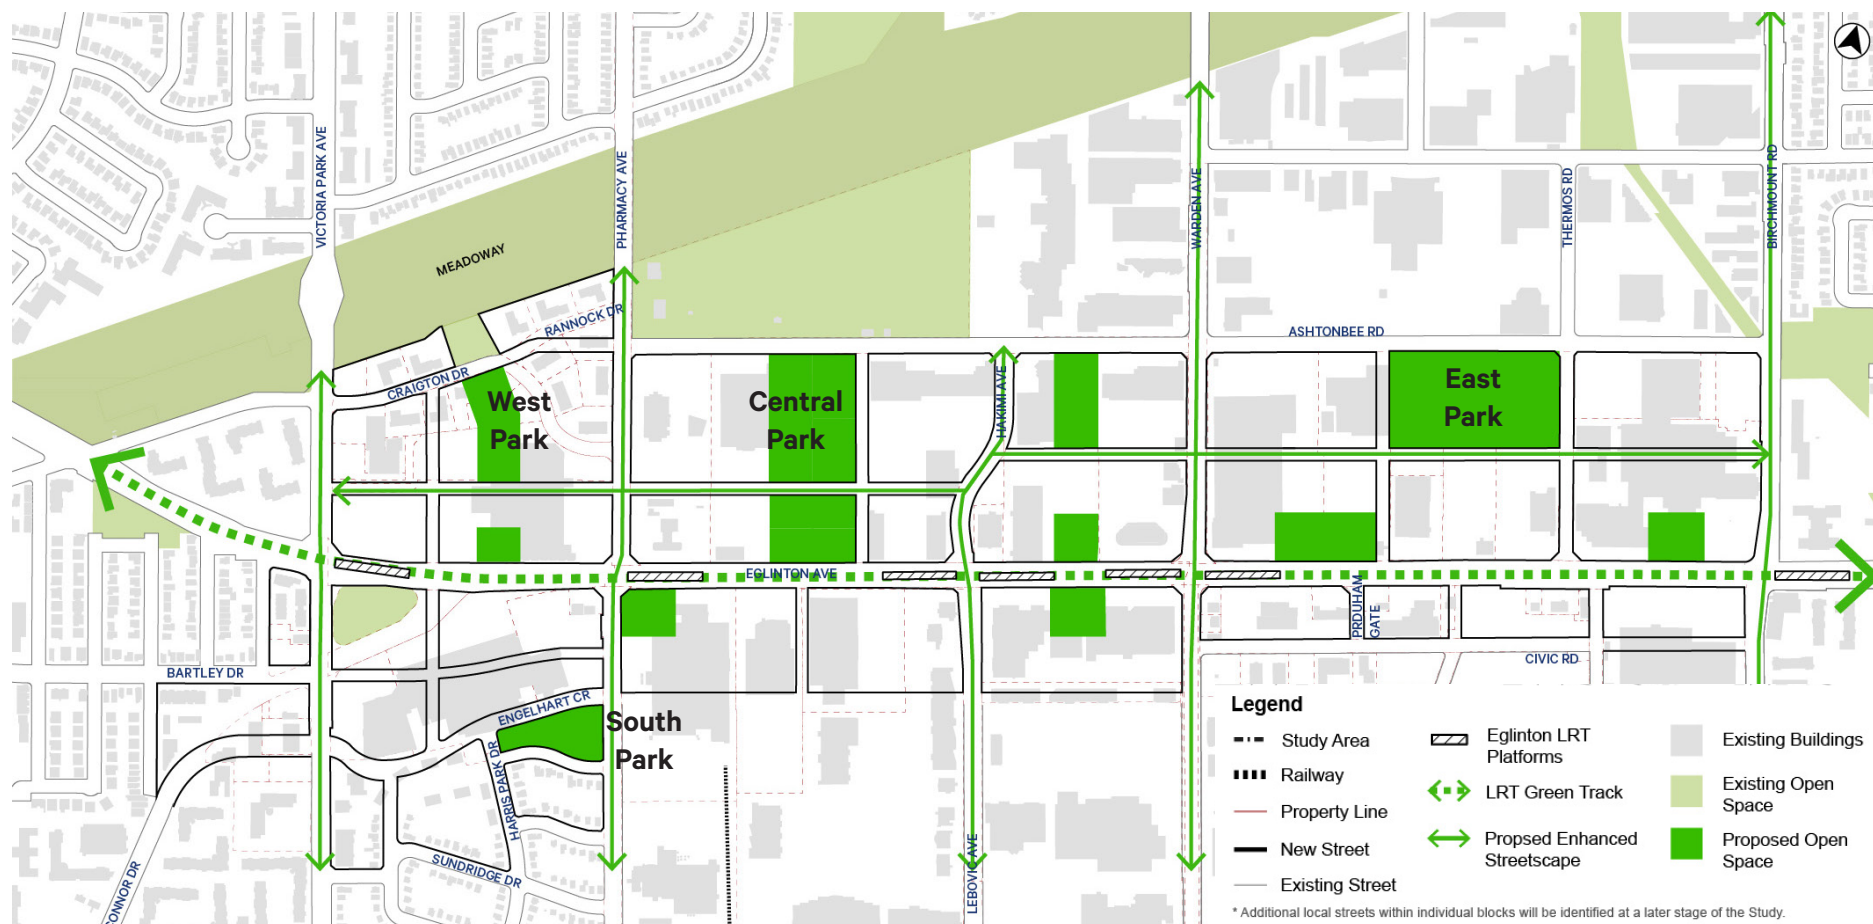 VICTORIA PARK AVE
PHARMACY AVE
WARDEN AVE
THERMOS RD
BIRCHMOUNT RD
MEADOWAY
RANNOCK DR
ASHTONBEE RD
CRAIGTON DR
HAKIMI AVE
West
Park
Central
Park
East
Park
EGLINTON AVE
PRDUHAM
GATE
CIVIC RD
BARTLEY DR
ENGELHART CR
South
Park
HARRIS PARK DR
SUNDRIDGE DR
CONNOR DR
LEBOVIC AVE
Legend
Study Area
Railway
Property Line
New Street
Existing Street
Eglinton LRT
Platforms
LRT Green Track
Propsed Enhanced
Streetscape
Existing Buildings
Existing Open
Space
Proposed Open
Space
* Additional local streets within individual blocks will be identified at a later stage of the Study.